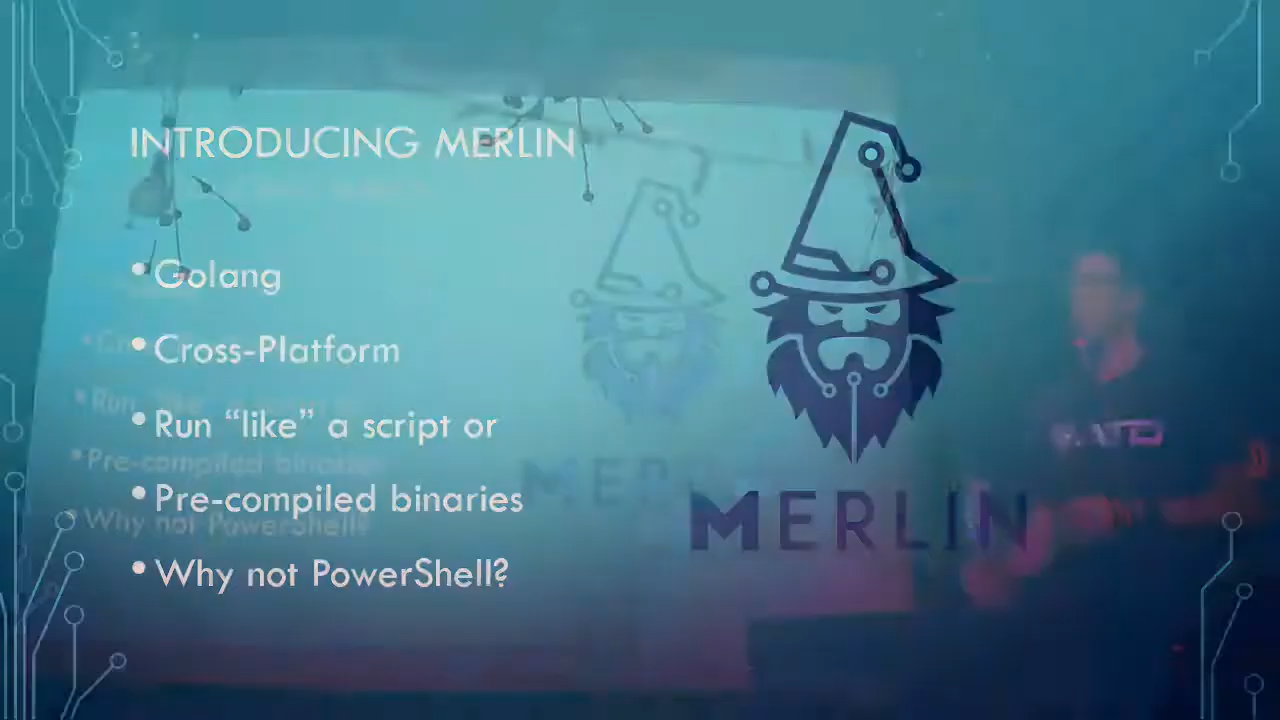 INTRODUCING MERLIN
• Golang
• Cross-Platform
• Run “like” a script or
• Pre-compiled binaries
• Why not PowerShell?
MERLIN